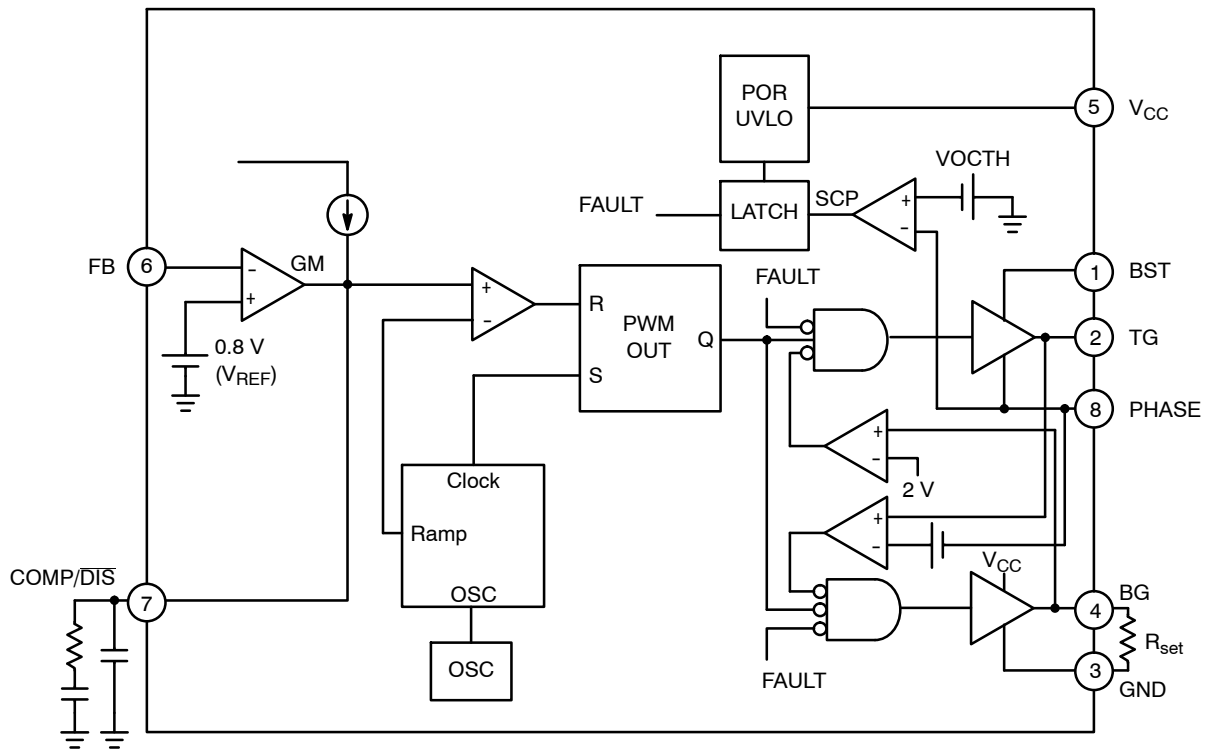 POR
UVLO
5
V_CC
VOCTH
FAULT
LATCH
SCP
+
-
FB
6
GM
-
+
0.8 V
(V_REF)
+
-
R
S
PWM
OUT
Q
FAULT
1
BST
2
TG
8
PHASE
+
-
2 V
Clock
Ramp
OSC
+
-
V_CC
COMP/D̅I̅S̅
7
OSC
FAULT
BG
4
R_set
3
GND